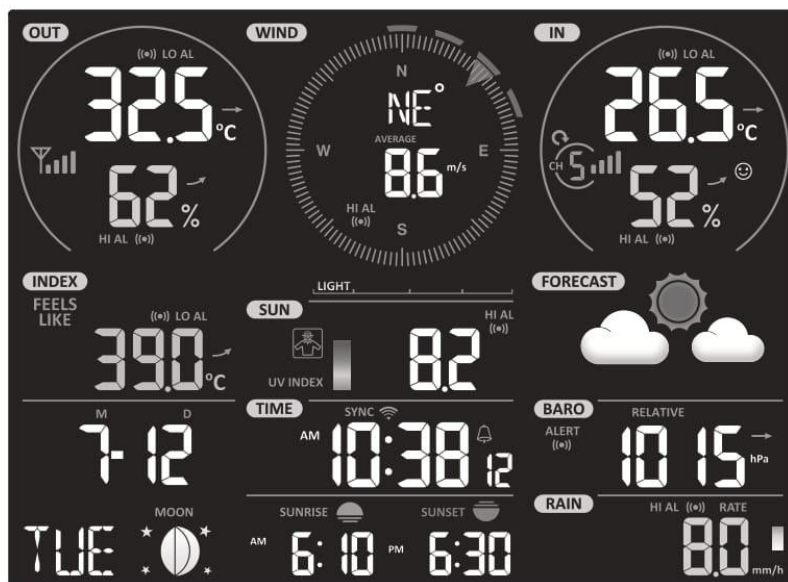 OUT
LO AL
32.5 °C
62 %
HI AL
WIND
N
NE°
AVERAGE
W
8.6 m/s
E
HI AL
S
IN
LO AL
26.5 °C
CH 5
52 %
HI AL
INDEX
FEELS LIKE
LO AL
39.0 °C
LIGHT
SUN
HI AL
UV INDEX
8.2
FORECAST
M D
7-12
TIME
SYNC
AM 10:38 12
BARO
RELATIVE
ALERT
1015 hPa
TUE
MOON
SUNRISE
AM 6:10
SUNSET
PM 6:30
RAIN
HI AL RATE
8.0 mm/h